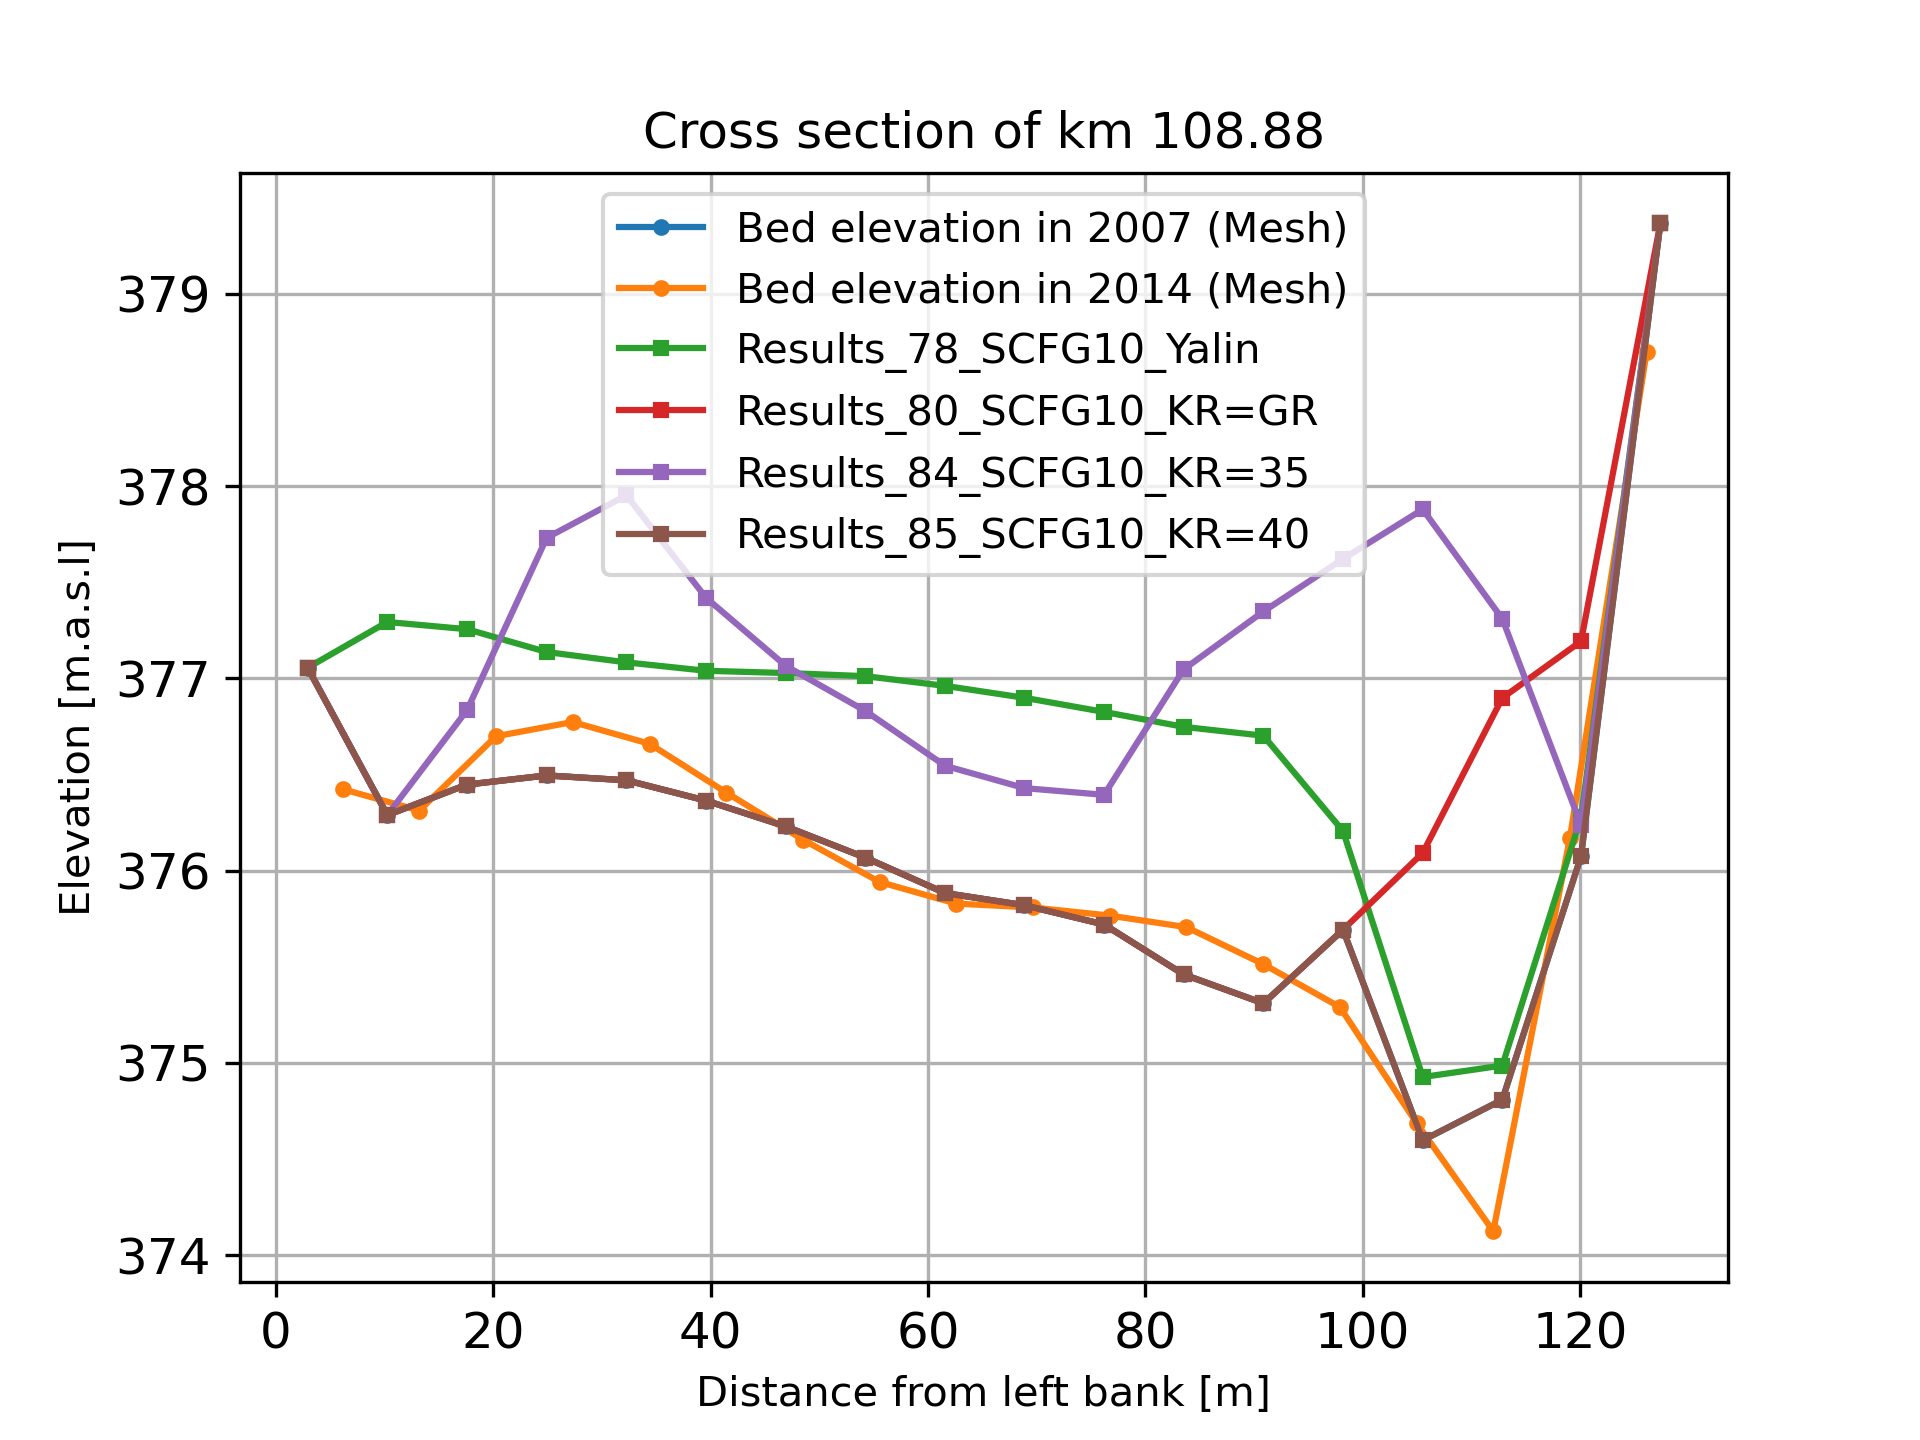 Cross section of km 108.88
Bed elevation in 2007 (Mesh)
Bed elevation in 2014 (Mesh)
Results_78_SCFG10_Yalin
Results_80_SCFG10_KR=GR
Results_84_SCFG10_KR=35
Results_85_SCFG10_KR=40
379
378
377
376
375
374
Elevation [m.a.s.l]
0 20 40 60 80 100 120
Distance from left bank [m]